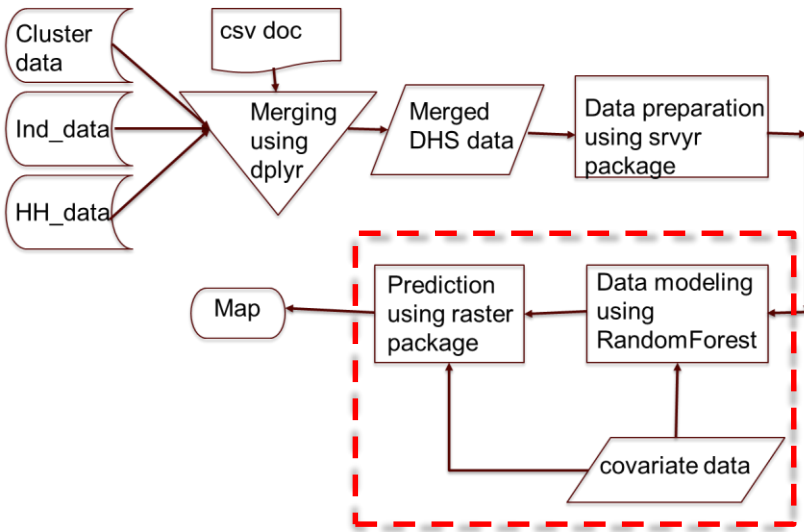 Cluster
data
csv doc
Ind_data
HH_data
Merging
using
dplyr
Merged
DHS data
Data preparation
using srvyr
package
Map
Prediction
using raster
package
Data modeling
using
RandomForest
covariate data